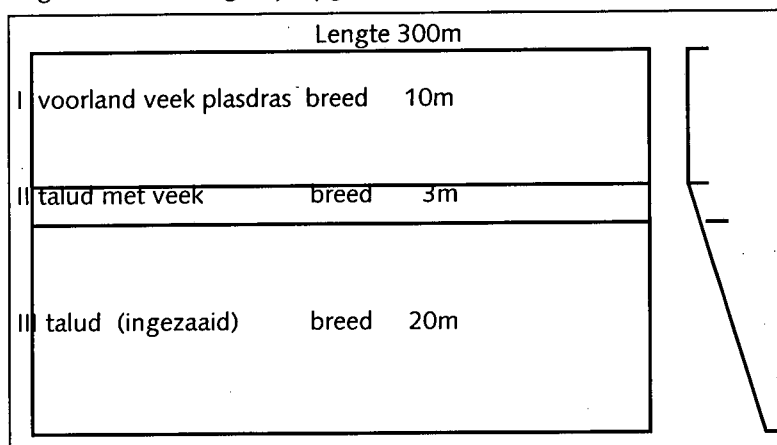 Lengte 300m
I voorland veek plasdras breed 10m
II talud met veek breed 3m
III talud (ingezaaid) breed 20m